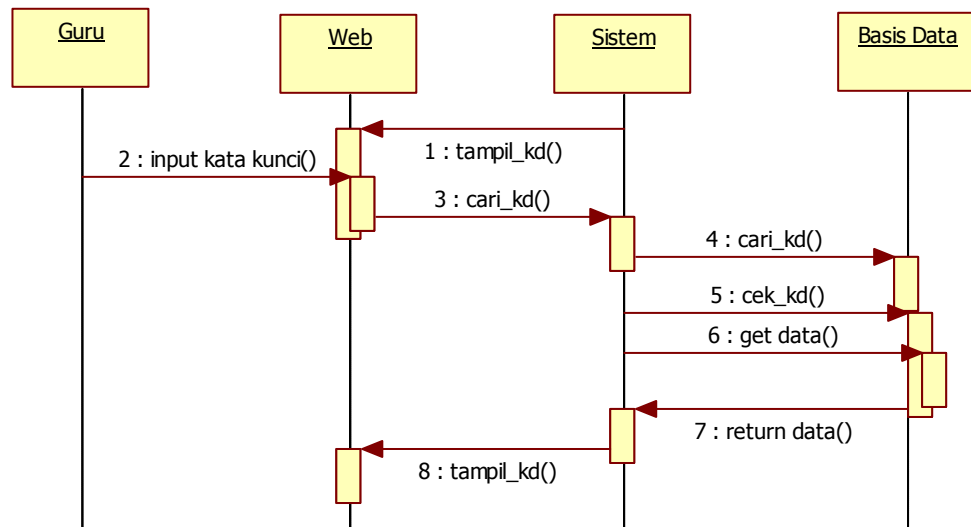 Guru
Web
Sistem
Basis Data
1 : tampil_kd()
2 : input kata kunci()
3 : cari_kd()
4 : cari_kd()
5 : cek_kd()
6 : get data()
7 : return data()
8 : tampil_kd()